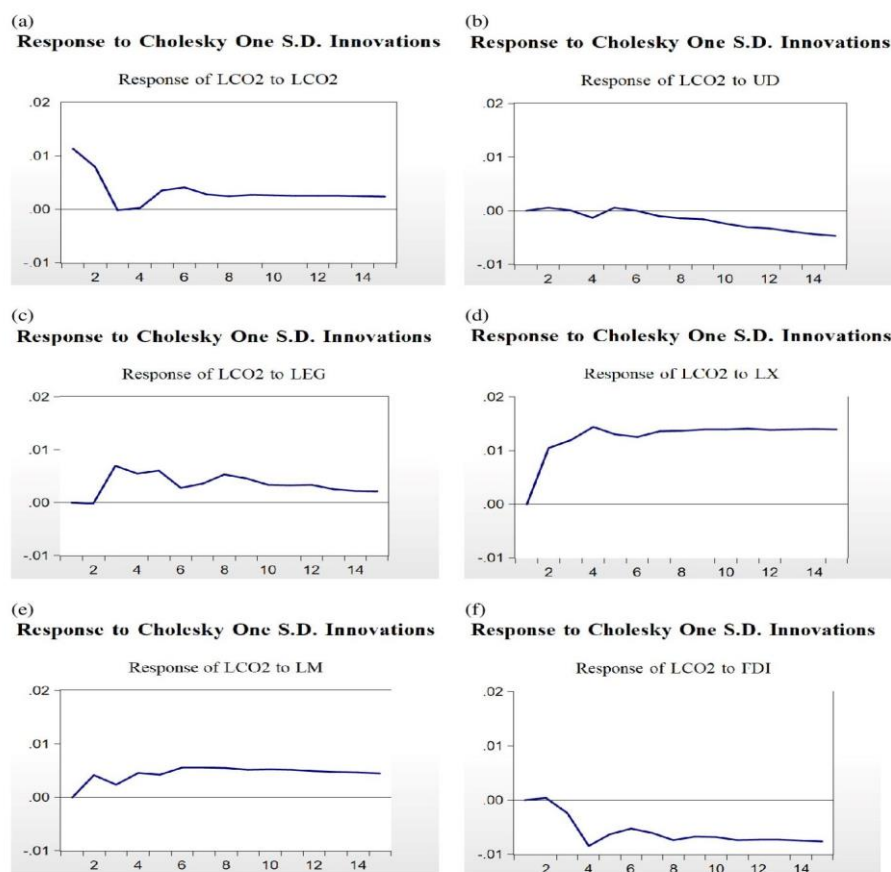 (a)
Response to Cholesky One S.D. Innovations
Response of LCO2 to LCO2
.02
.01
.00
-.01
2 4 6 8 10 12 14
(b)
Response to Cholesky One S.D. Innovations
Response of LCO2 to UD
.02
.01
.00
-.01
2 4 6 8 10 12 14
(c)
Response to Cholesky One S.D. Innovations
Response of LCO2 to LEG
.02
.01
.00
-.01
2 4 6 8 10 12 14
(d)
Response to Cholesky One S.D. Innovations
Response of LCO2 to LX
.02
.01
.00
-.01
2 4 6 8 10 12 14
(e)
Response to Cholesky One S.D. Innovations
Response of LCO2 to LM
.02
.01
.00
-.01
2 4 6 8 10 12 14
(f)
Response to Cholesky One S.D. Innovations
Response of LCO2 to FDI
.02
.01
.00
-.01
2 4 6 8 10 12 14